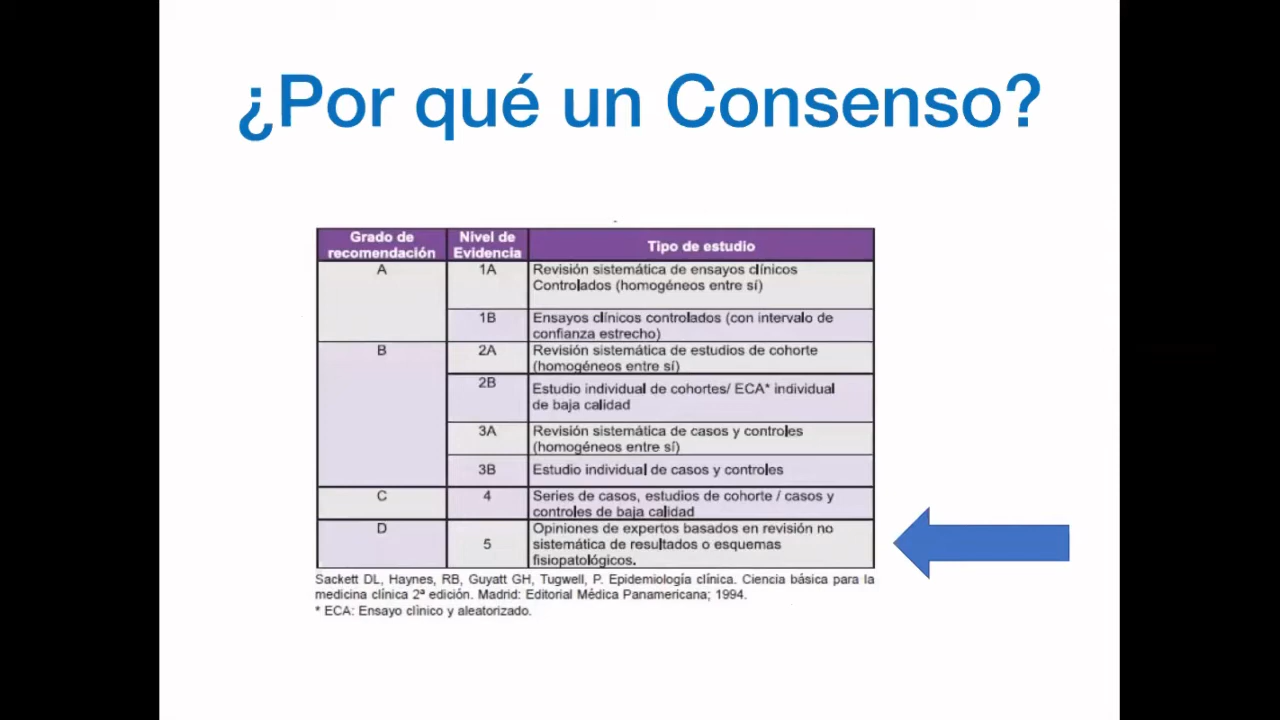 ¿Por qué un Consenso?
Grado de recomendación
Nivel de Evidencia
Tipo de estudio
A
1A
Revisión sistemática de ensayos clínicos
Controlados (homogéneos entre sí)
1B
Ensayos clínicos controlados (con intervalo de
confianza estrecho)
B
2A
Revisión sistemática de estudios de cohorte
(homogéneos entre sí)
2B
Estudio individual de cohortes/ ECA* individual
de baja calidad
3A
Revisión sistemática de casos y controles
(homogéneos entre sí)
3B
Estudio individual de casos y controles
C
4
Series de casos, estudios de cohorte / casos y
controles de baja calidad
D
5
Opiniones de expertos basados en revisión no
sistemática de resultados o esquemas
fisiopatológicos.
Sackett DL, Haynes, RB, Guyatt GH, Tugwell, P. Epidemiología clínica. Ciencia básica para la
medicina clínica 2ª edición. Madrid: Editorial Médica Panamericana; 1994.
* ECA: Ensayo clínico y aleatorizado.